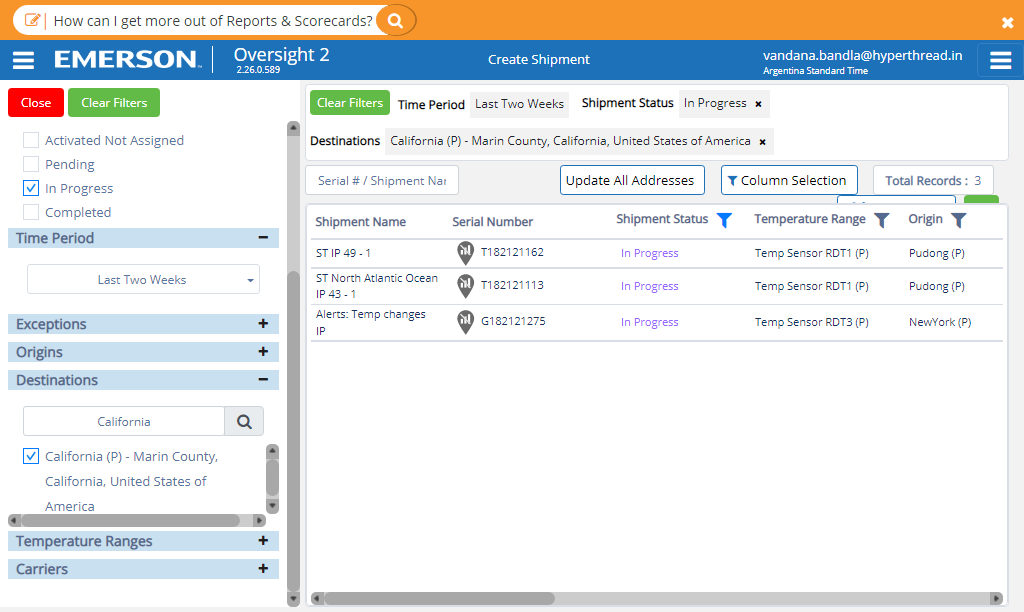 How can I get more out of Reports & Scorecards?
EMERSON
Oversight 2
2.26.0.589
Create Shipment
vandana.bandla@hyperthread.in
Argentina Standard Time
Close
Clear Filters
Activated Not Assigned
Pending
In Progress
Completed
Time Period
Last Two Weeks
Exceptions
Origins
Destinations
California
California (P) - Marin County,
California, United States of
America
Temperature Ranges
Carriers
Clear Filters Time Period Last Two Weeks Shipment Status In Progress ×
Destinations California (P) - Marin County, California, United States of America ×
Serial # / Shipment Nar
Update All Addresses
Column Selection
Total Records : 3
Shipment Name Serial Number Shipment Status Temperature Range Origin
ST IP 49 - 1 T182121162 In Progress Temp Sensor RDT1 (P) Pudong (P)
ST North Atlantic Ocean
IP 43 - 1 T182121113 In Progress Temp Sensor RDT1 (P) Pudong (P)
Alerts: Temp changes
IP G182121275 In Progress Temp Sensor RDT3 (P) NewYork (P)